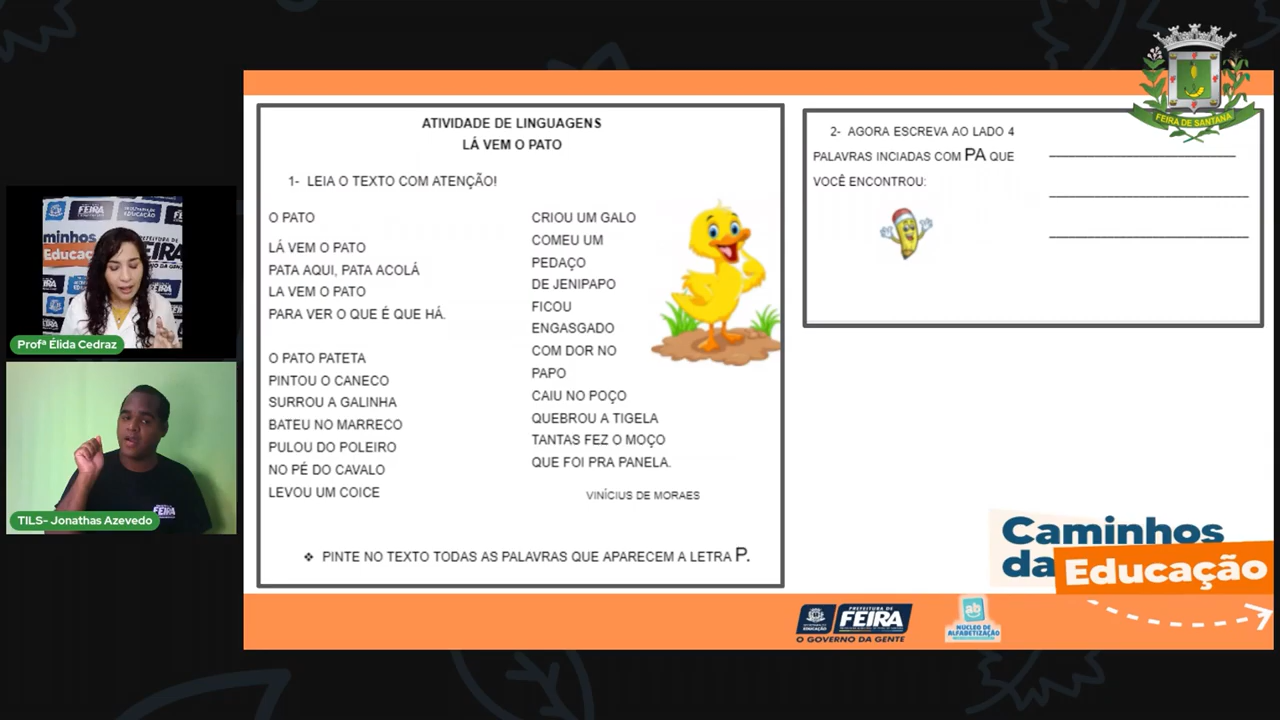 FEIRA DE SANTANA
ATIVIDADE DE LINGUAGENS
LÁ VEM O PATO
1- LEIA O TEXTO COM ATENÇÃO!
O PATO
LÁ VEM O PATO
PATA AQUI, PATA ACOLÁ
LA VEM O PATO
PARA VER O QUE É QUE HÁ.
O PATO PATETA
PINTOU O CANECO
SURROU A GALINHA
BATEU NO MARRECO
PULOU DO POLEIRO
NO PÉ DO CAVALO
LEVOU UM COICE
CRIOU UM GALO
COMEU UM
PEDAÇO
DE JENIPAPO
FICOU
ENGASGADO
COM DOR NO
PAPO
CAIU NO POÇO
QUEBROU A TIGELA
TANTAS FEZ O MOÇO
QUE FOI PRA PANELA.
VINÍCIUS DE MORAES
❖ PINTE NO TEXTO TODAS AS PALAVRAS QUE APARECEM A LETRA P.
2- AGORA ESCREVA AO LADO 4
PALAVRAS INCIADAS COM PA QUE
VOCÊ ENCONTROU:
Profª Élida Cedraz
TILS- Jonathas Azevedo
Caminhos
da Educação
PREFEITURA DE
FEIRA
O GOVERNO DA GENTE
ab
NÚCLEO DE
ALFABETIZAÇÃO